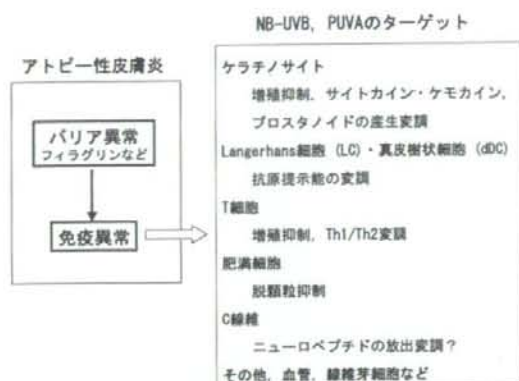 NB-UVB, PUVAのターゲット
アトピー性皮膚炎
バリア異常
フィラグリンなど
免疫異常
ケラチノサイト
増殖抑制, サイトカイン・ケモカイン,
プロスタノイドの産生変調
Langerhans細胞 (LC)・真皮樹状細胞 (dDC)
抗原提示能の変調
T細胞
増殖抑制, Th1/Th2変調
肥満細胞
脱顆粒抑制
C線維
ニューロペプチドの放出変調?
その他, 血管, 線維芽細胞など